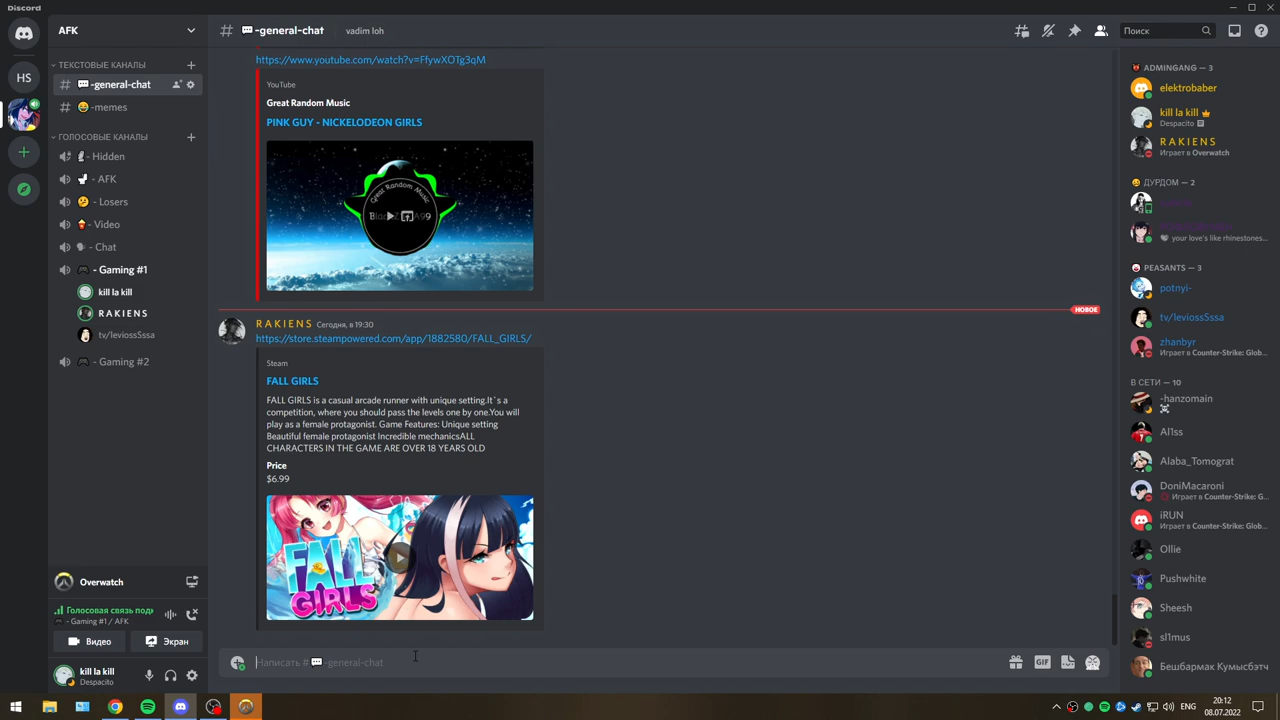 Discord
AFK
ТЕКСТОВЫЕ КАНАЛЫ
-general-chat
-memes
ГОЛОСОВЫЕ КАНАЛЫ
- Hidden
- AFK
- Losers
- Video
- Chat
- Gaming #1
kill la kill
R A K I E N S
tv/leviossSssa
- Gaming #2
HS
Overwatch
Голосовая связь подк
- Gaming #1 / AFK
Видео
Экран
kill la kill
Despacito
# -general-chat
vadim loh
Поиск
https://www.youtube.com/watch?v=FfywXOTg3qM
YouTube
Great Random Music
PINK GUY - NICKELODEON GIRLS
Great Random Music
НОВОЕ
R A K I E N S Сегодня, в 19:30
https://store.steampowered.com/app/1882580/FALL_GIRLS/
Steam
FALL GIRLS
FALL GIRLS is a casual arcade runner with unique setting.It`s a
competition, where you should pass the levels one by one.You will
play as a female protagonist. Game Features: Unique setting
Beautiful female protagonist Incredible mechanicsALL
CHARACTERS IN THE GAME ARE OVER 18 YEARS OLD
Price
$6.99
FALL
GIRLS
Написать # -general-chat
GIF
ADMINGANG — 3
elektrobaber
kill la kill
Despacito
R A K I E N S
Играет в Overwatch
ДУРДОМ — 2
your love's like rhinestones...
PEASANTS — 3
potnyi-
tv/leviossSssa
zhanbyr
Играет в Counter-Strike: Glob...
В СЕТИ — 10
-hanzomain
Al1ss
Alaba_Tomograt
DoniMacaroni
Играет в Counter-Strike: G...
iRUN
Играет в Counter-Strike: Glob...
Ollie
Pushwhite
Sheesh
sl1mus
Бешбармак Кумысбэтч
ENG
20:12
08.07.2022